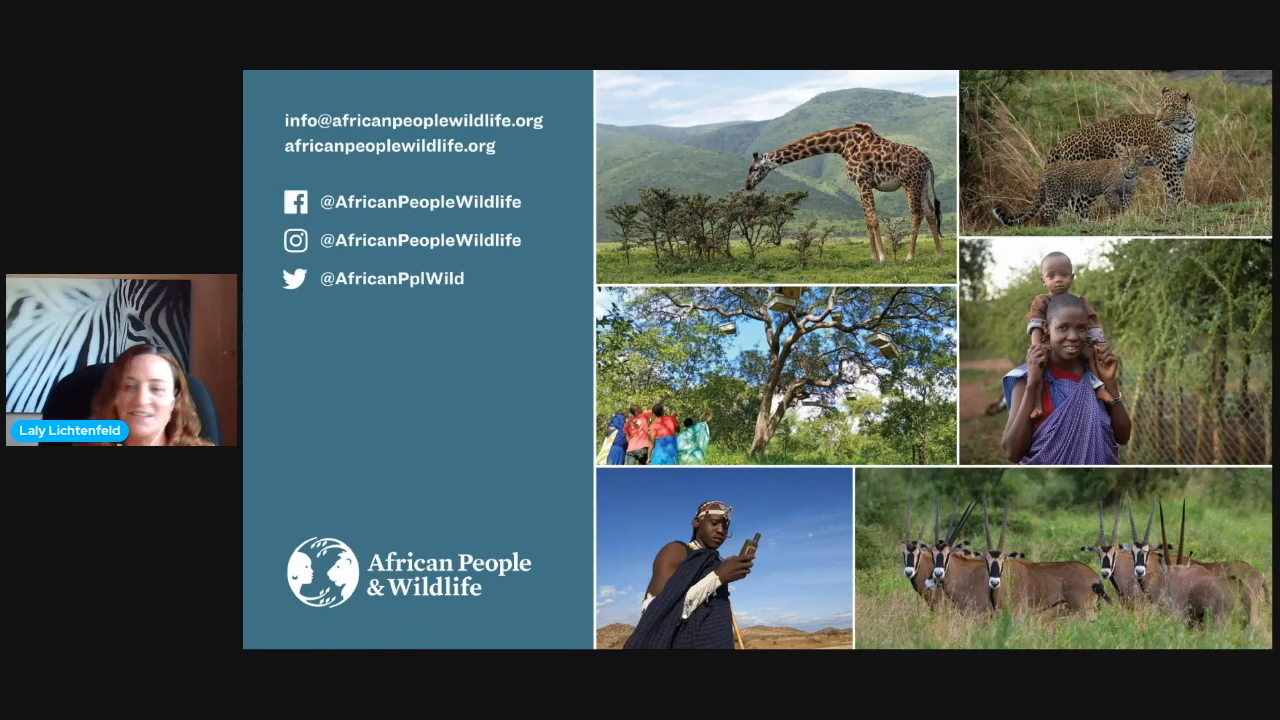 info@africanpeoplewildlife.org
africanpeoplewildlife.org
@AfricanPeopleWildlife
@AfricanPeopleWildlife
@AfricanPplWild
Laly Lichtenfeld
African People
& Wildlife